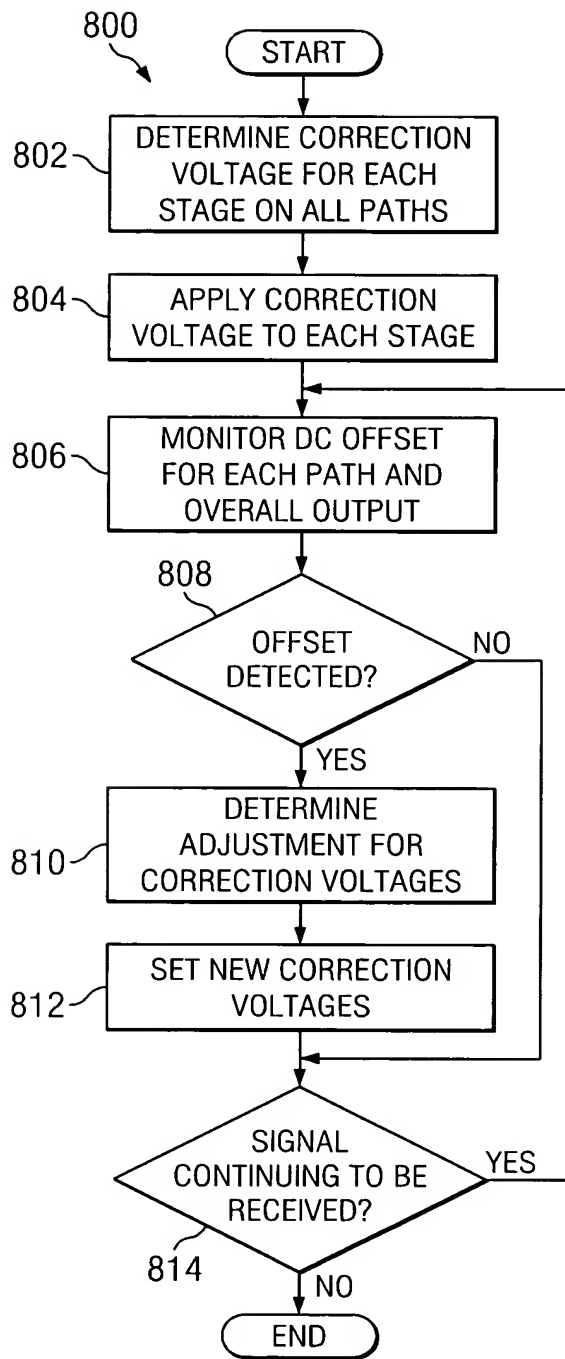 800
START
802
DETERMINE CORRECTION
VOLTAGE FOR EACH
STAGE ON ALL PATHS
804
APPLY CORRECTION
VOLTAGE TO EACH STAGE
806
MONITOR DC OFFSET
FOR EACH PATH AND
OVERALL OUTPUT
808
OFFSET
DETECTED?
NO
YES
810
DETERMINE
ADJUSTMENT FOR
CORRECTION VOLTAGES
812
SET NEW CORRECTION
VOLTAGES
SIGNAL
CONTINUING TO BE
RECEIVED?
YES
814
NO
END